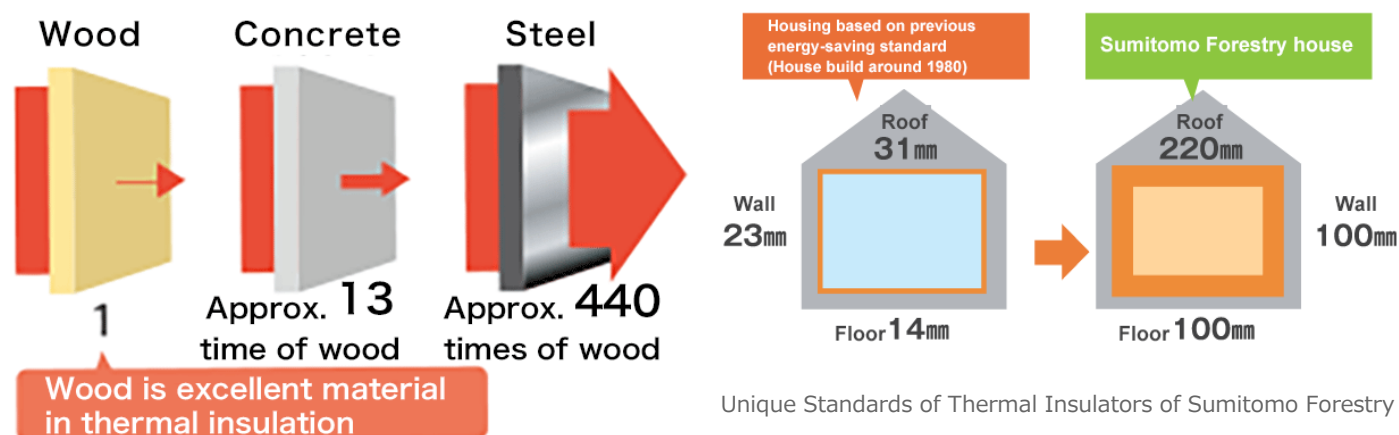 Wood
1
Concrete
Approx. 13
time of wood
Steel
Approx. 440
times of wood
Wood is excellent material
in thermal insulation
Housing based on previous
energy-saving standard
(House build around 1980)
Roof
31㎜
Wall
23㎜
Floor 14㎜
Sumitomo Forestry house
Roof
220㎜
Wall
100㎜
Floor 100㎜
Unique Standards of Thermal Insulators of Sumitomo Forestry